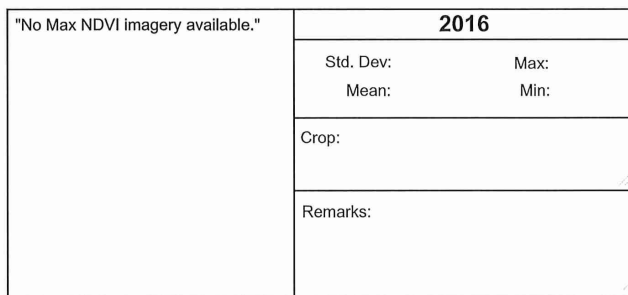 "No Max NDVI imagery available."
2016
Std. Dev: Max:
Mean: Min:
Crop:
Remarks: